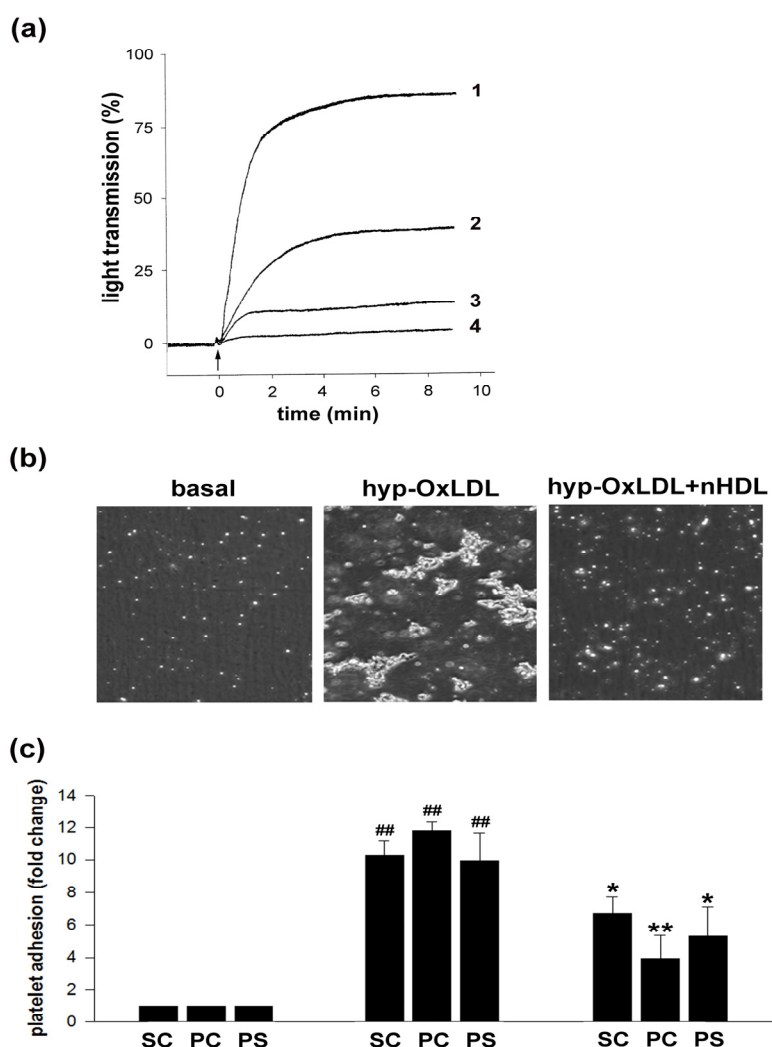 (a)
100
75
50
25
0
light transmission (%)
1
2
3
4
0 2 4 6 8 10
time (min)
(b)
basal hyp-OxLDL hyp-OxLDL+nHDL
(c)
platelet adhesion (fold change)
14
12
10
8
6
4
2
0
## ## ##
* ** *
SC PC PS SC PC PS SC PC PS